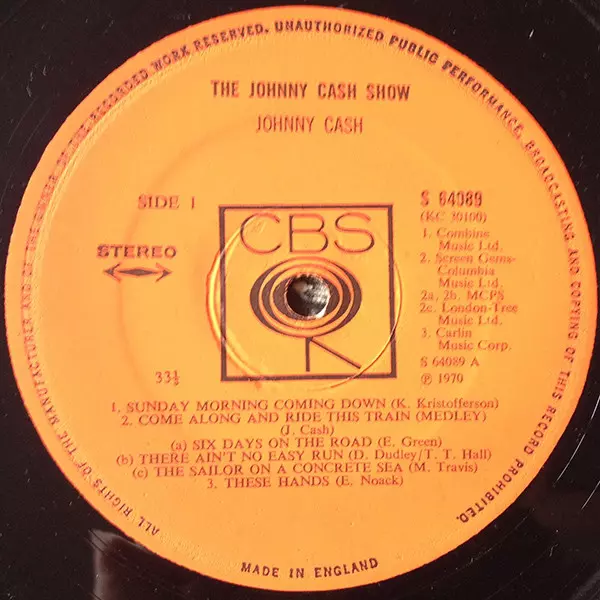 ALL RIGHTS OF THE MANUFACTURER AND OF THE OWNER OF THE RECORDED WORK RESERVED. UNAUTHORIZED PUBLIC PERFORMANCE, BROADCASTING AND COPYING OF THIS RECORD PROHIBITED.
THE JOHNNY CASH SHOW
JOHNNY CASH
SIDE 1
STEREO
33⅓
CBS
S 64089
(KC 30100)
1. Combine
Music Ltd.
2. Screen Gems-
Columbia
Music Ltd.
2a, 2b. MCPS
2c. London-Tree
Music Ltd.
3. Carlin
Music Corp.
S 64089 A
℗ 1970
1. SUNDAY MORNING COMING DOWN (K. Kristofferson)
2. COME ALONG AND RIDE THIS TRAIN (MEDLEY)
(J. Cash)
(a) SIX DAYS ON THE ROAD (E. Green)
(b) THERE AIN'T NO EASY RUN (D. Dudley/T. T. Hall)
(c) THE SAILOR ON A CONCRETE SEA (M. Travis)
3. THESE HANDS (E. Noack)
MADE IN ENGLAND